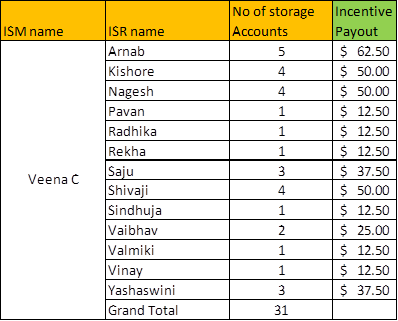 ISM name ISR name No of storage Accounts Incentive Payout
Arnab 5 $ 62.50
Kishore 4 $ 50.00
Nagesh 4 $ 50.00
Pavan 1 $ 12.50
Radhika 1 $ 12.50
Rekha 1 $ 12.50
Veena C Saju 3 $ 37.50
Shivaji 4 $ 50.00
Sindhuja 1 $ 12.50
Vaibhav 2 $ 25.00
Valmiki 1 $ 12.50
Vinay 1 $ 12.50
Yashaswini 3 $ 37.50
Grand Total 31